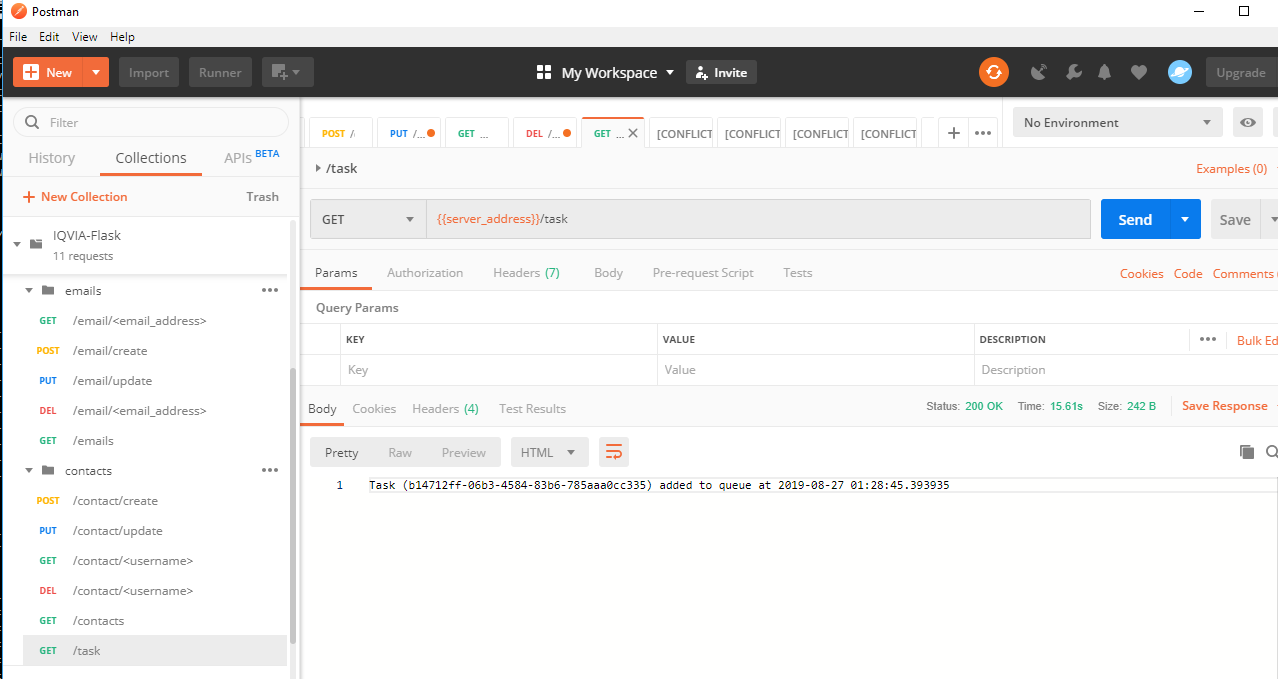 Postman
File Edit View Help
New Import Runner My Workspace Invite Upgrade
Filter
History Collections APIs BETA
New Collection Trash
IQVIA-Flask
11 requests
emails
GET /email/<email_address>
POST /email/create
PUT /email/update
DEL /email/<email_address>
GET /emails
contacts
POST /contact/create
PUT /contact/update
GET /contact/<username>
DEL /contact/<username>
GET /contacts
GET /task
POST / PUT /... GET ... DEL /... GET ... [CONFLICT [CONFLICT [CONFLICT [CONFLICT No Environment
/task Examples (0)
GET {{server_address}}/task Send Save
Params Authorization Headers (7) Body Pre-request Script Tests Cookies Code Comments
Query Params
KEY VALUE DESCRIPTION Bulk Ed
Key Value Description
Body Cookies Headers (4) Test Results Status: 200 OK Time: 15.61s Size: 242 B Save Response
Pretty Raw Preview HTML
1 Task (b14712ff-06b3-4584-83b6-785aaa0cc335) added to queue at 2019-08-27 01:28:45.393935